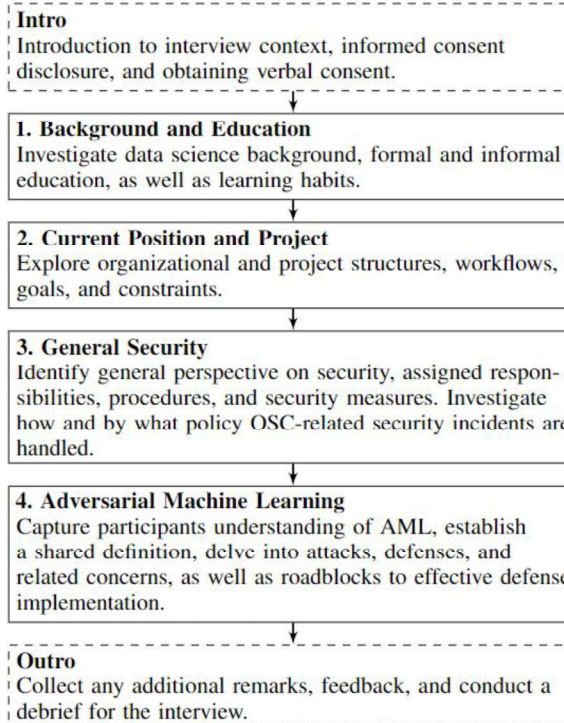 Intro
Introduction to interview context, informed consent
disclosure, and obtaining verbal consent.
1. Background and Education
Investigate data science background, formal and informal
education, as well as learning habits.
2. Current Position and Project
Explore organizational and project structures, workflows,
goals, and constraints.
3. General Security
Identify general perspective on security, assigned respon-
sibilities, procedures, and security measures. Investigate
how and by what policy OSC-related security incidents are
handled.
4. Adversarial Machine Learning
Capture participants understanding of AML, establish
a shared definition, delve into attacks, defenses, and
related concerns, as well as roadblocks to effective defense
implementation.
Outro
Collect any additional remarks, feedback, and conduct a
debrief for the interview.